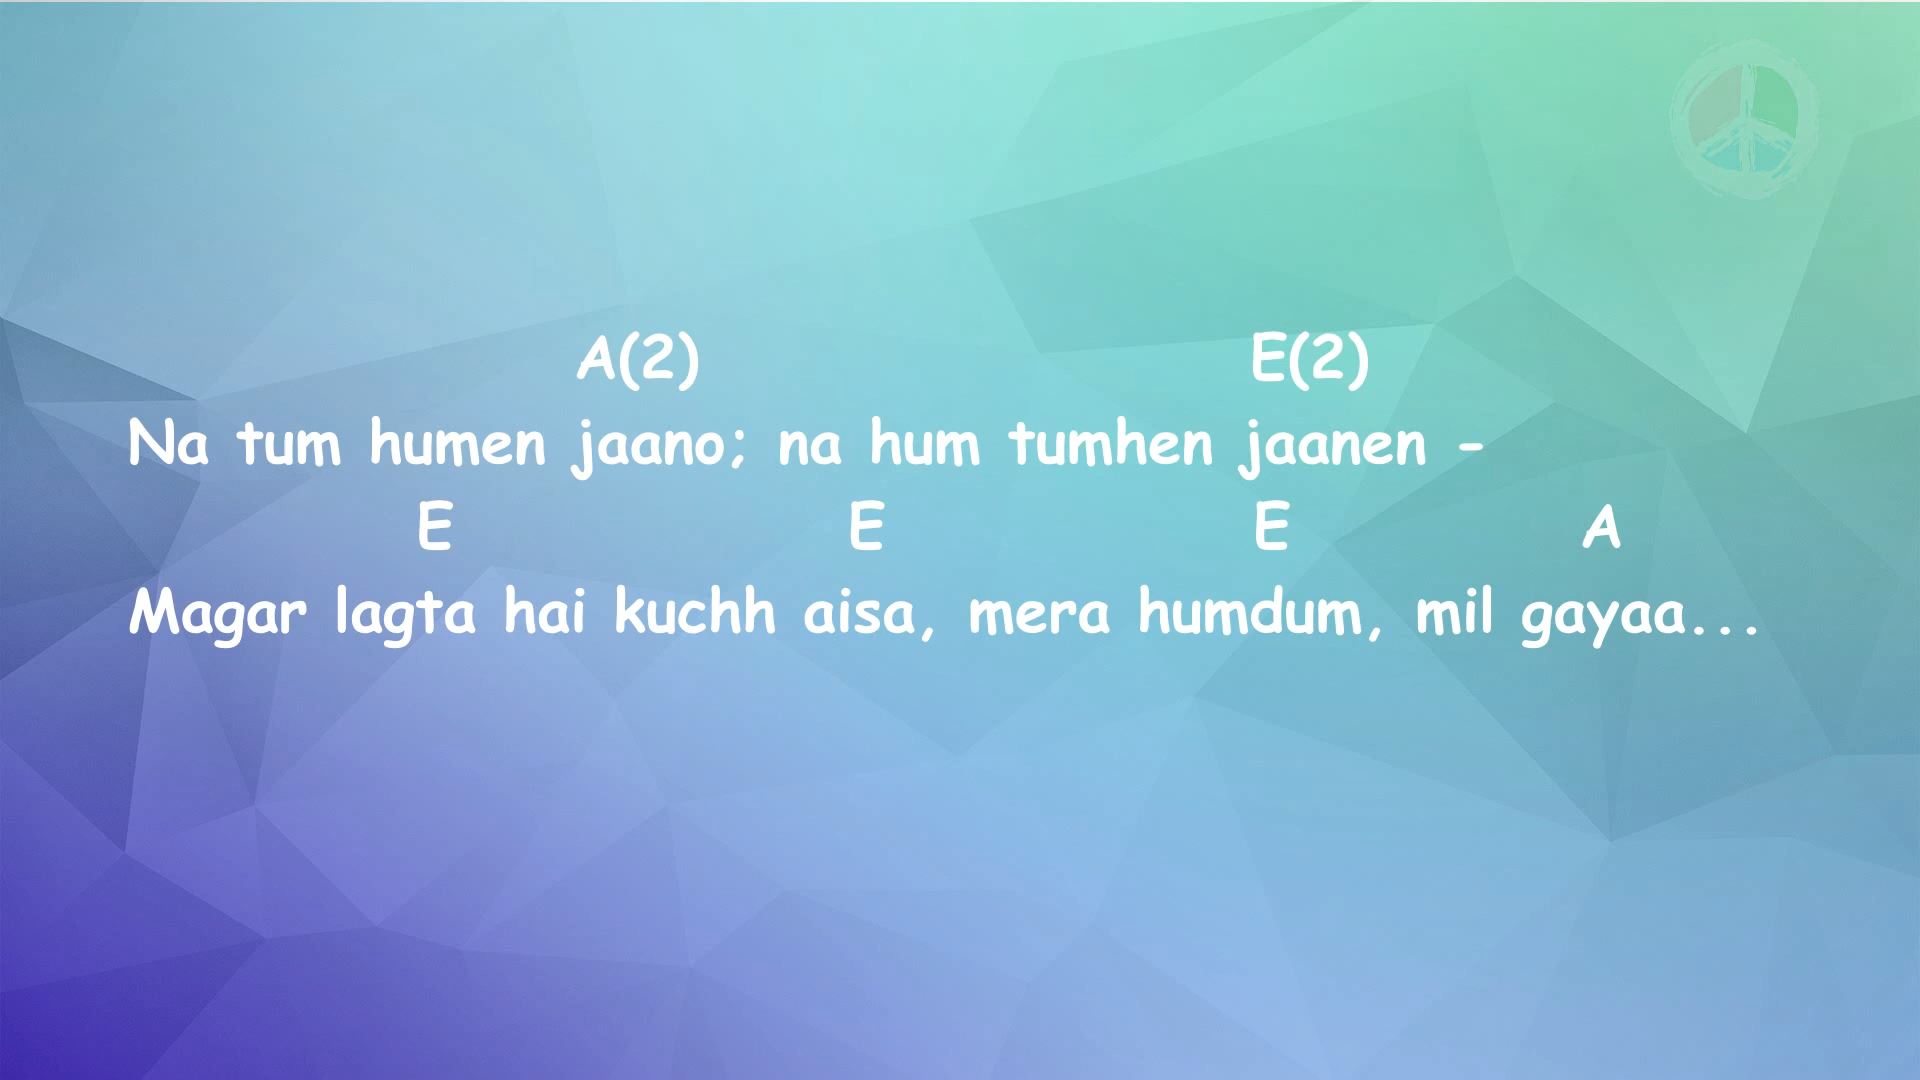 A(2) E(2)
Na tum humen jaano; na hum tumhen jaanen -
E E E A
Magar lagta hai kuchh aisa, mera humdum, mil gayaa...